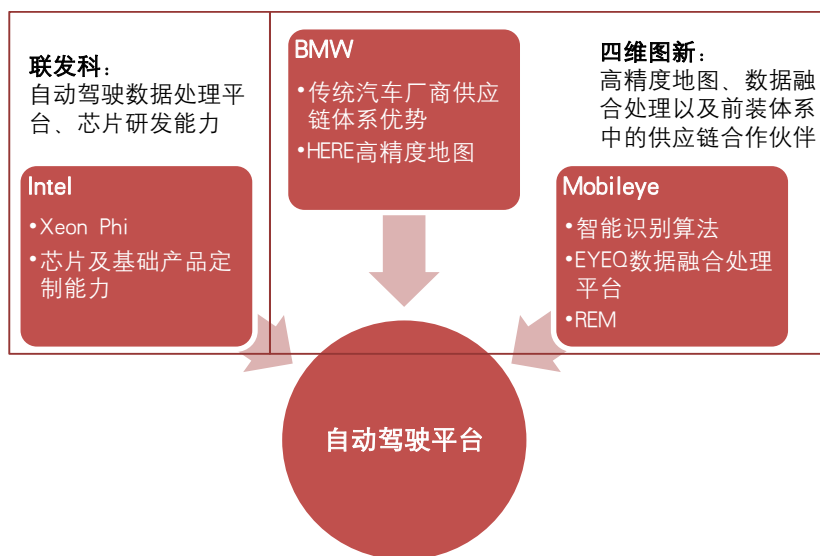 联发科：
自动驾驶数据处理平
台、芯片研发能力
Intel
•Xeon Phi
•芯片及基础产品定
制能力
BMW
•传统汽车厂商供应
链体系优势
•HERE高精度地图
四维图新：
高精度地图、数据融
合处理以及前装体系
中的供应链合作伙伴
Mobileye
•智能识别算法
•EYEQ数据融合处理
平台
•REM
自动驾驶平台